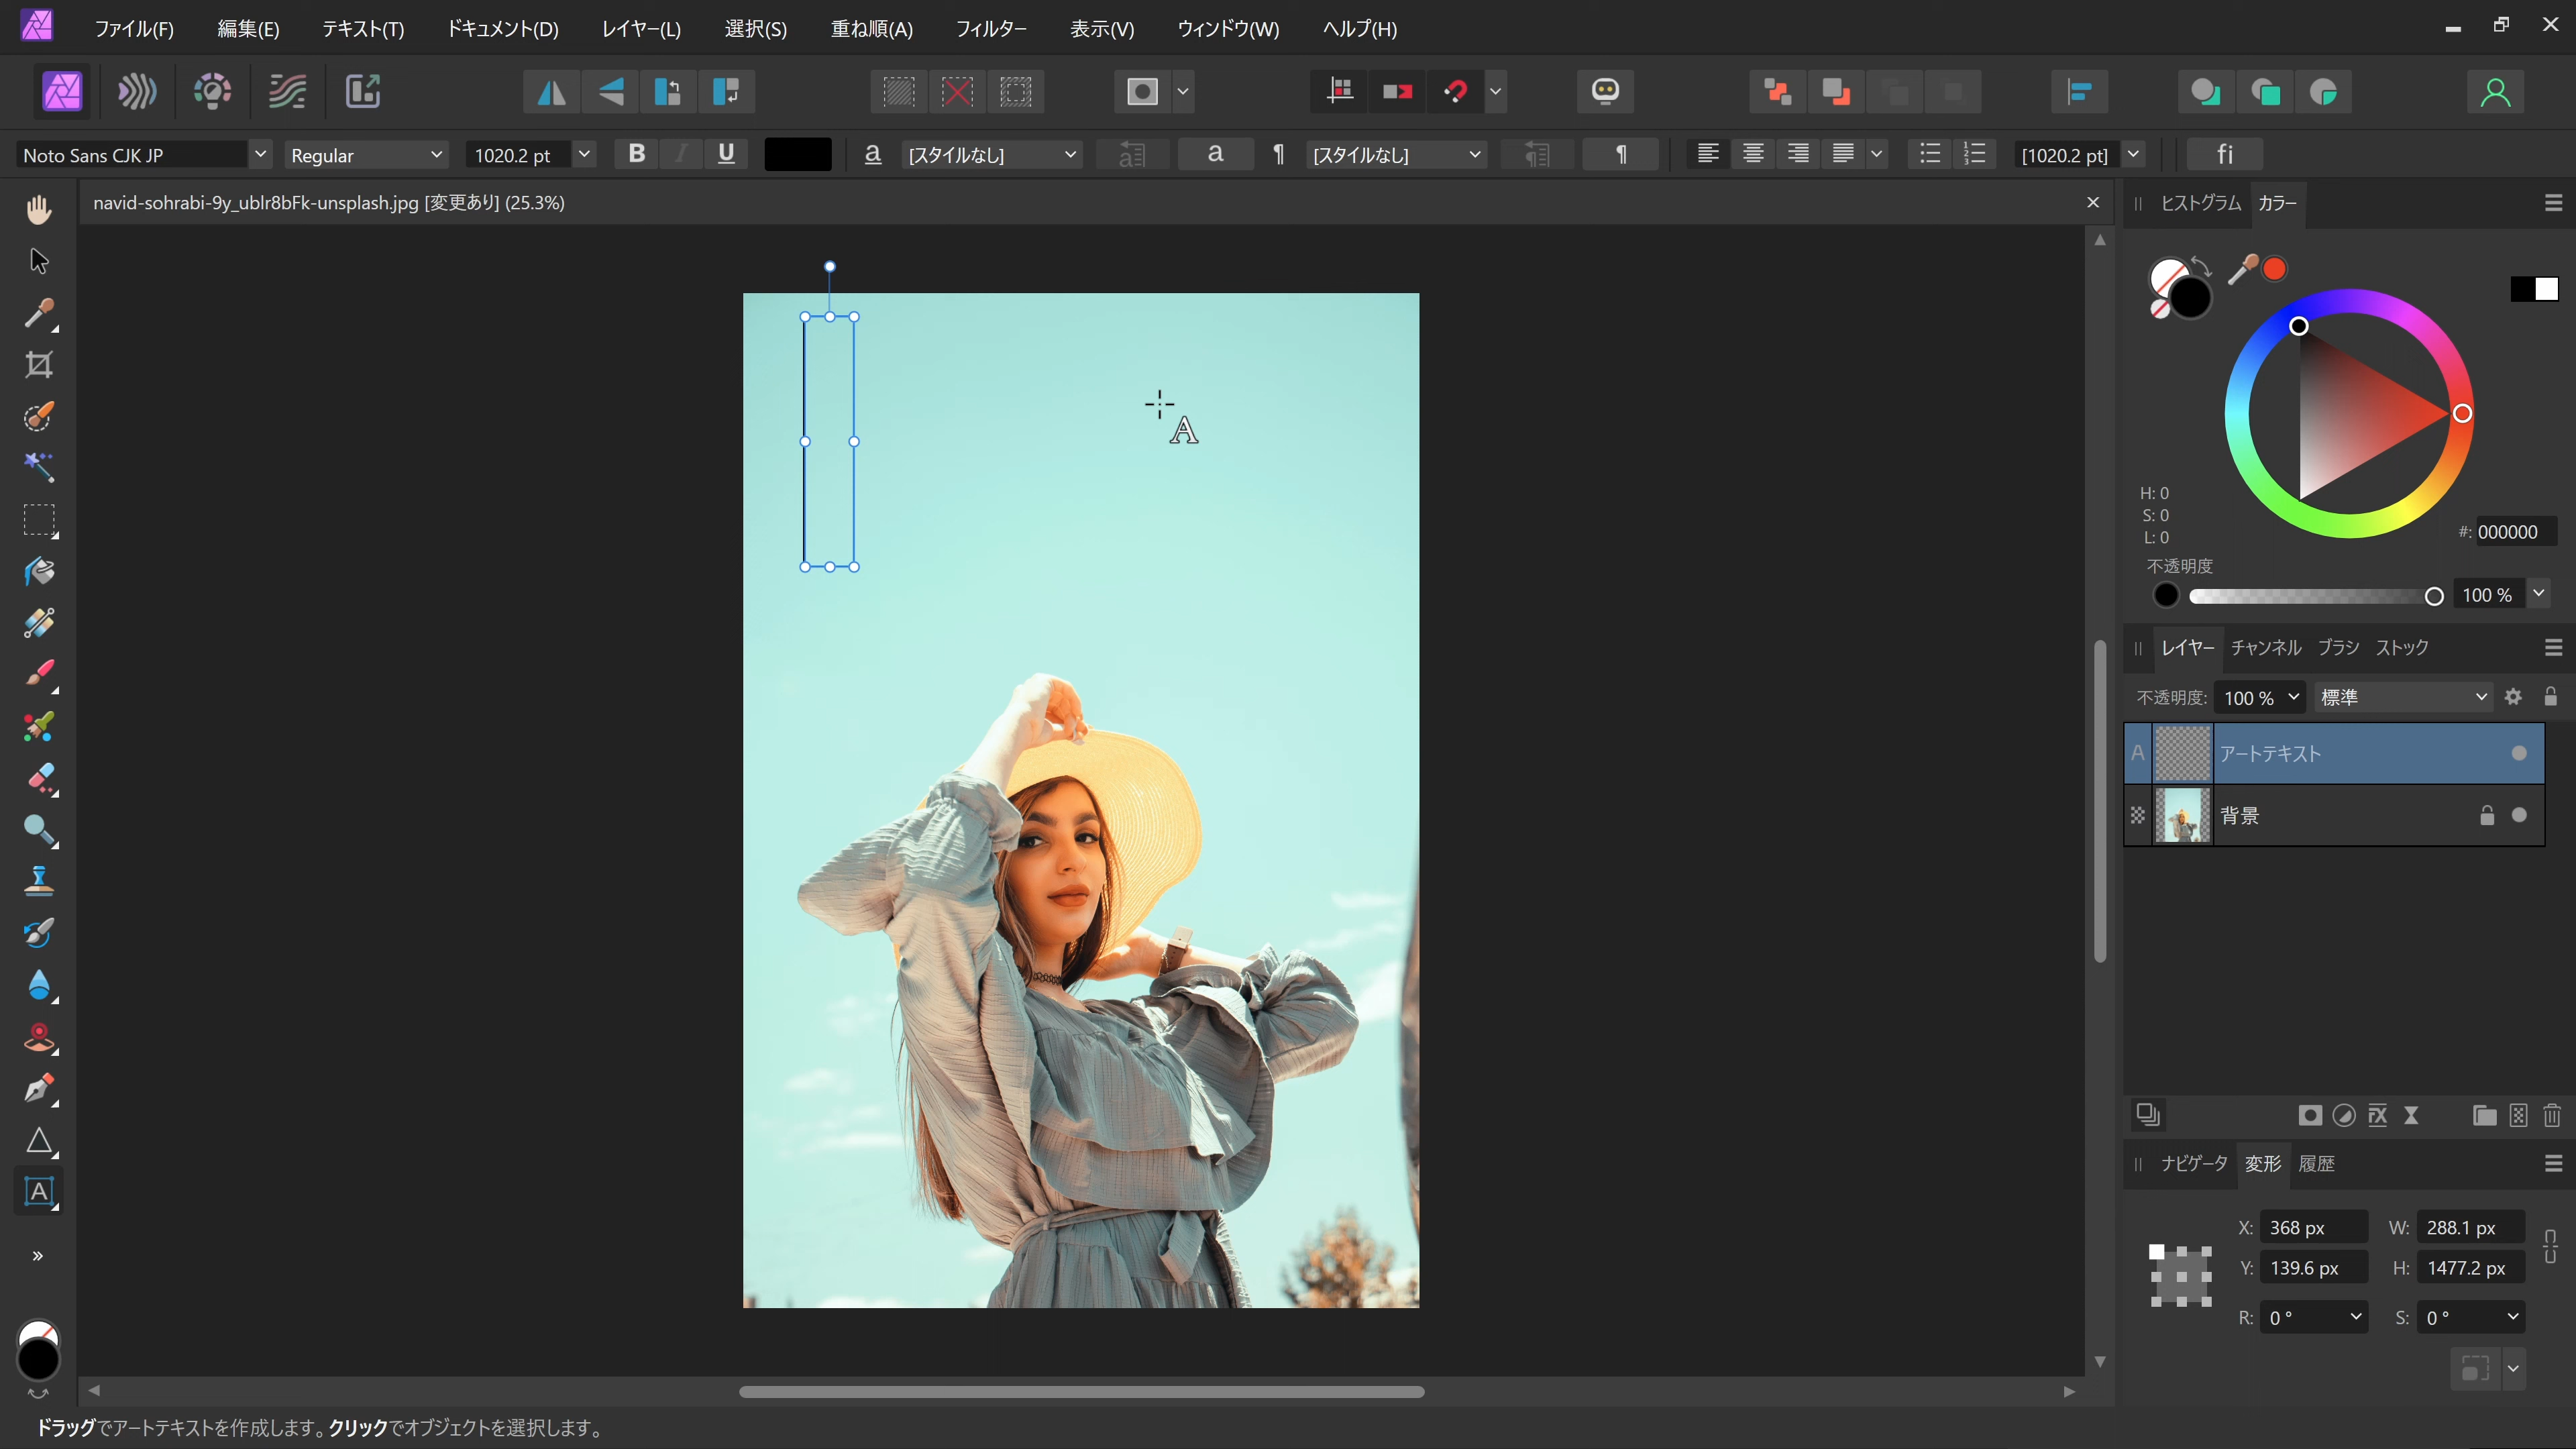 ファイル(F) 編集(E) テキスト(T) ドキュメント(D) レイヤー(L) 選択(S) 重ね順(A) フィルター 表示(V) ウィンドウ(W) ヘルプ(H)
Noto Sans CJK JP Regular 1020.2 pt B I U a [スタイルなし] a a ¶ [スタイルなし] ¶ ¶ [1020.2 pt] fi
navid-sohrabi-9y_ublr8bFk-unsplash.jpg [変更あり] (25.3%)
ヒストグラム カラー
H: 0
S: 0
L: 0
#: 000000
不透明度
100 %
レイヤー チャンネル ブラシ ストック
不透明度: 100 % 標準
A アートテキスト
背景
ナビゲータ 変形 履歴
X: 368 px W: 288.1 px
Y: 139.6 px H: 1477.2 px
R: 0 ° S: 0 °
ドラッグでアートテキストを作成します。クリックでオブジェクトを選択します。